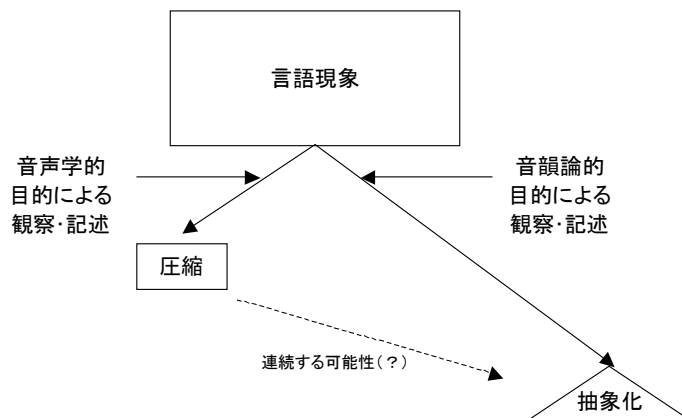 言語現象
音声学的
目的による
観察・記述
音韻論的
目的による
観察・記述
圧縮
連続する可能性（？）
抽象化